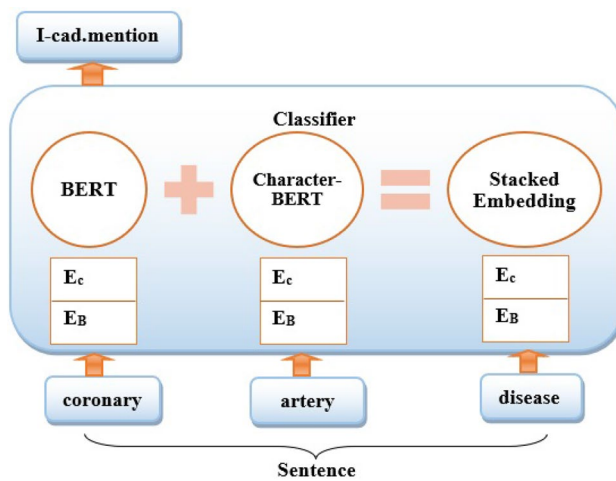 I-cad.mention
Classifier
BERT
Character-
BERT
Stacked
Embedding
Ec
EB
Ec
EB
Ec
EB
coronary
artery
disease
Sentence